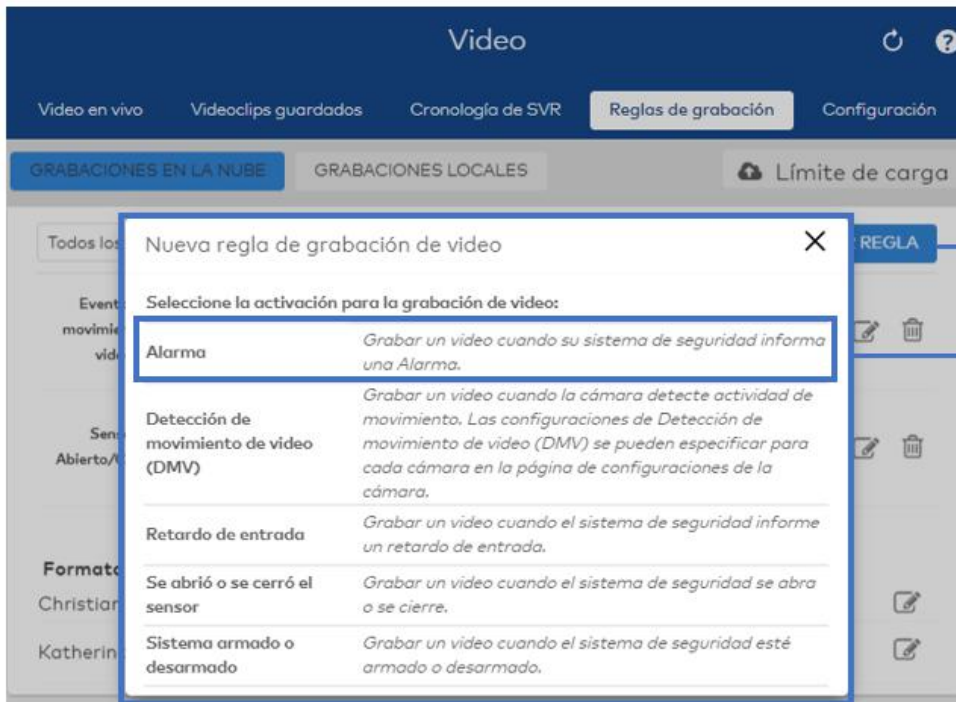 Video
Video en vivo Videoclips guardados Cronología de SVR Reglas de grabación Configuración
GRABACIONES EN LA NUBE GRABACIONES LOCALES Límite de carga
Todos los
Nueva regla de grabación de video
REGLA
Seleccione la activación para la grabación de video:
Alarma
Grabar un video cuando su sistema de seguridad informa
una Alarma.
Detección de
movimiento de video
(DMV)
Grabar un video cuando la cámara detecte actividad de
movimiento. Las configuraciones de Detección de
movimiento de video (DMV) se pueden especificar para
cada cámara en la página de configuraciones de la
cámara.
Retardo de entrada
Grabar un video cuando el sistema de seguridad informe
un retardo de entrada.
Se abrió o se cerró el
sensor
Grabar un video cuando el sistema de seguridad se abra
o se cierre.
Sistema armado o
desarmado
Grabar un video cuando el sistema de seguridad esté
armado o desarmado.
Event
movimie
vide
Sens
Abierto/
Formato
Christian
Katherin